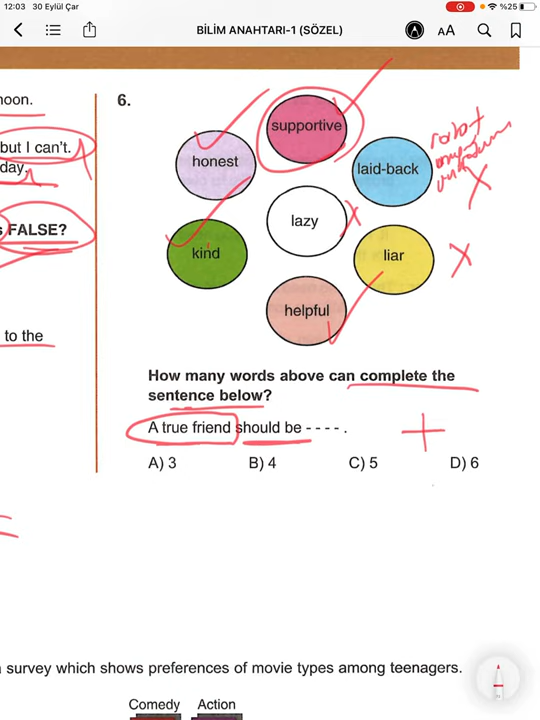 12:03 30 Eylül Çar
%25
BİLİM ANAHTARI-1 (SÖZEL)
AA
noon.
but I can't.
day.
s FALSE?
to the
6.
supportive
honest
laid-back
rahat
lazy
kind
liar
helpful
How many words above can complete the
sentence below?
A true friend should be - - - - .
A) 3 B) 4 C) 5 D) 6
survey which shows preferences of movie types among teenagers.
Comedy Action